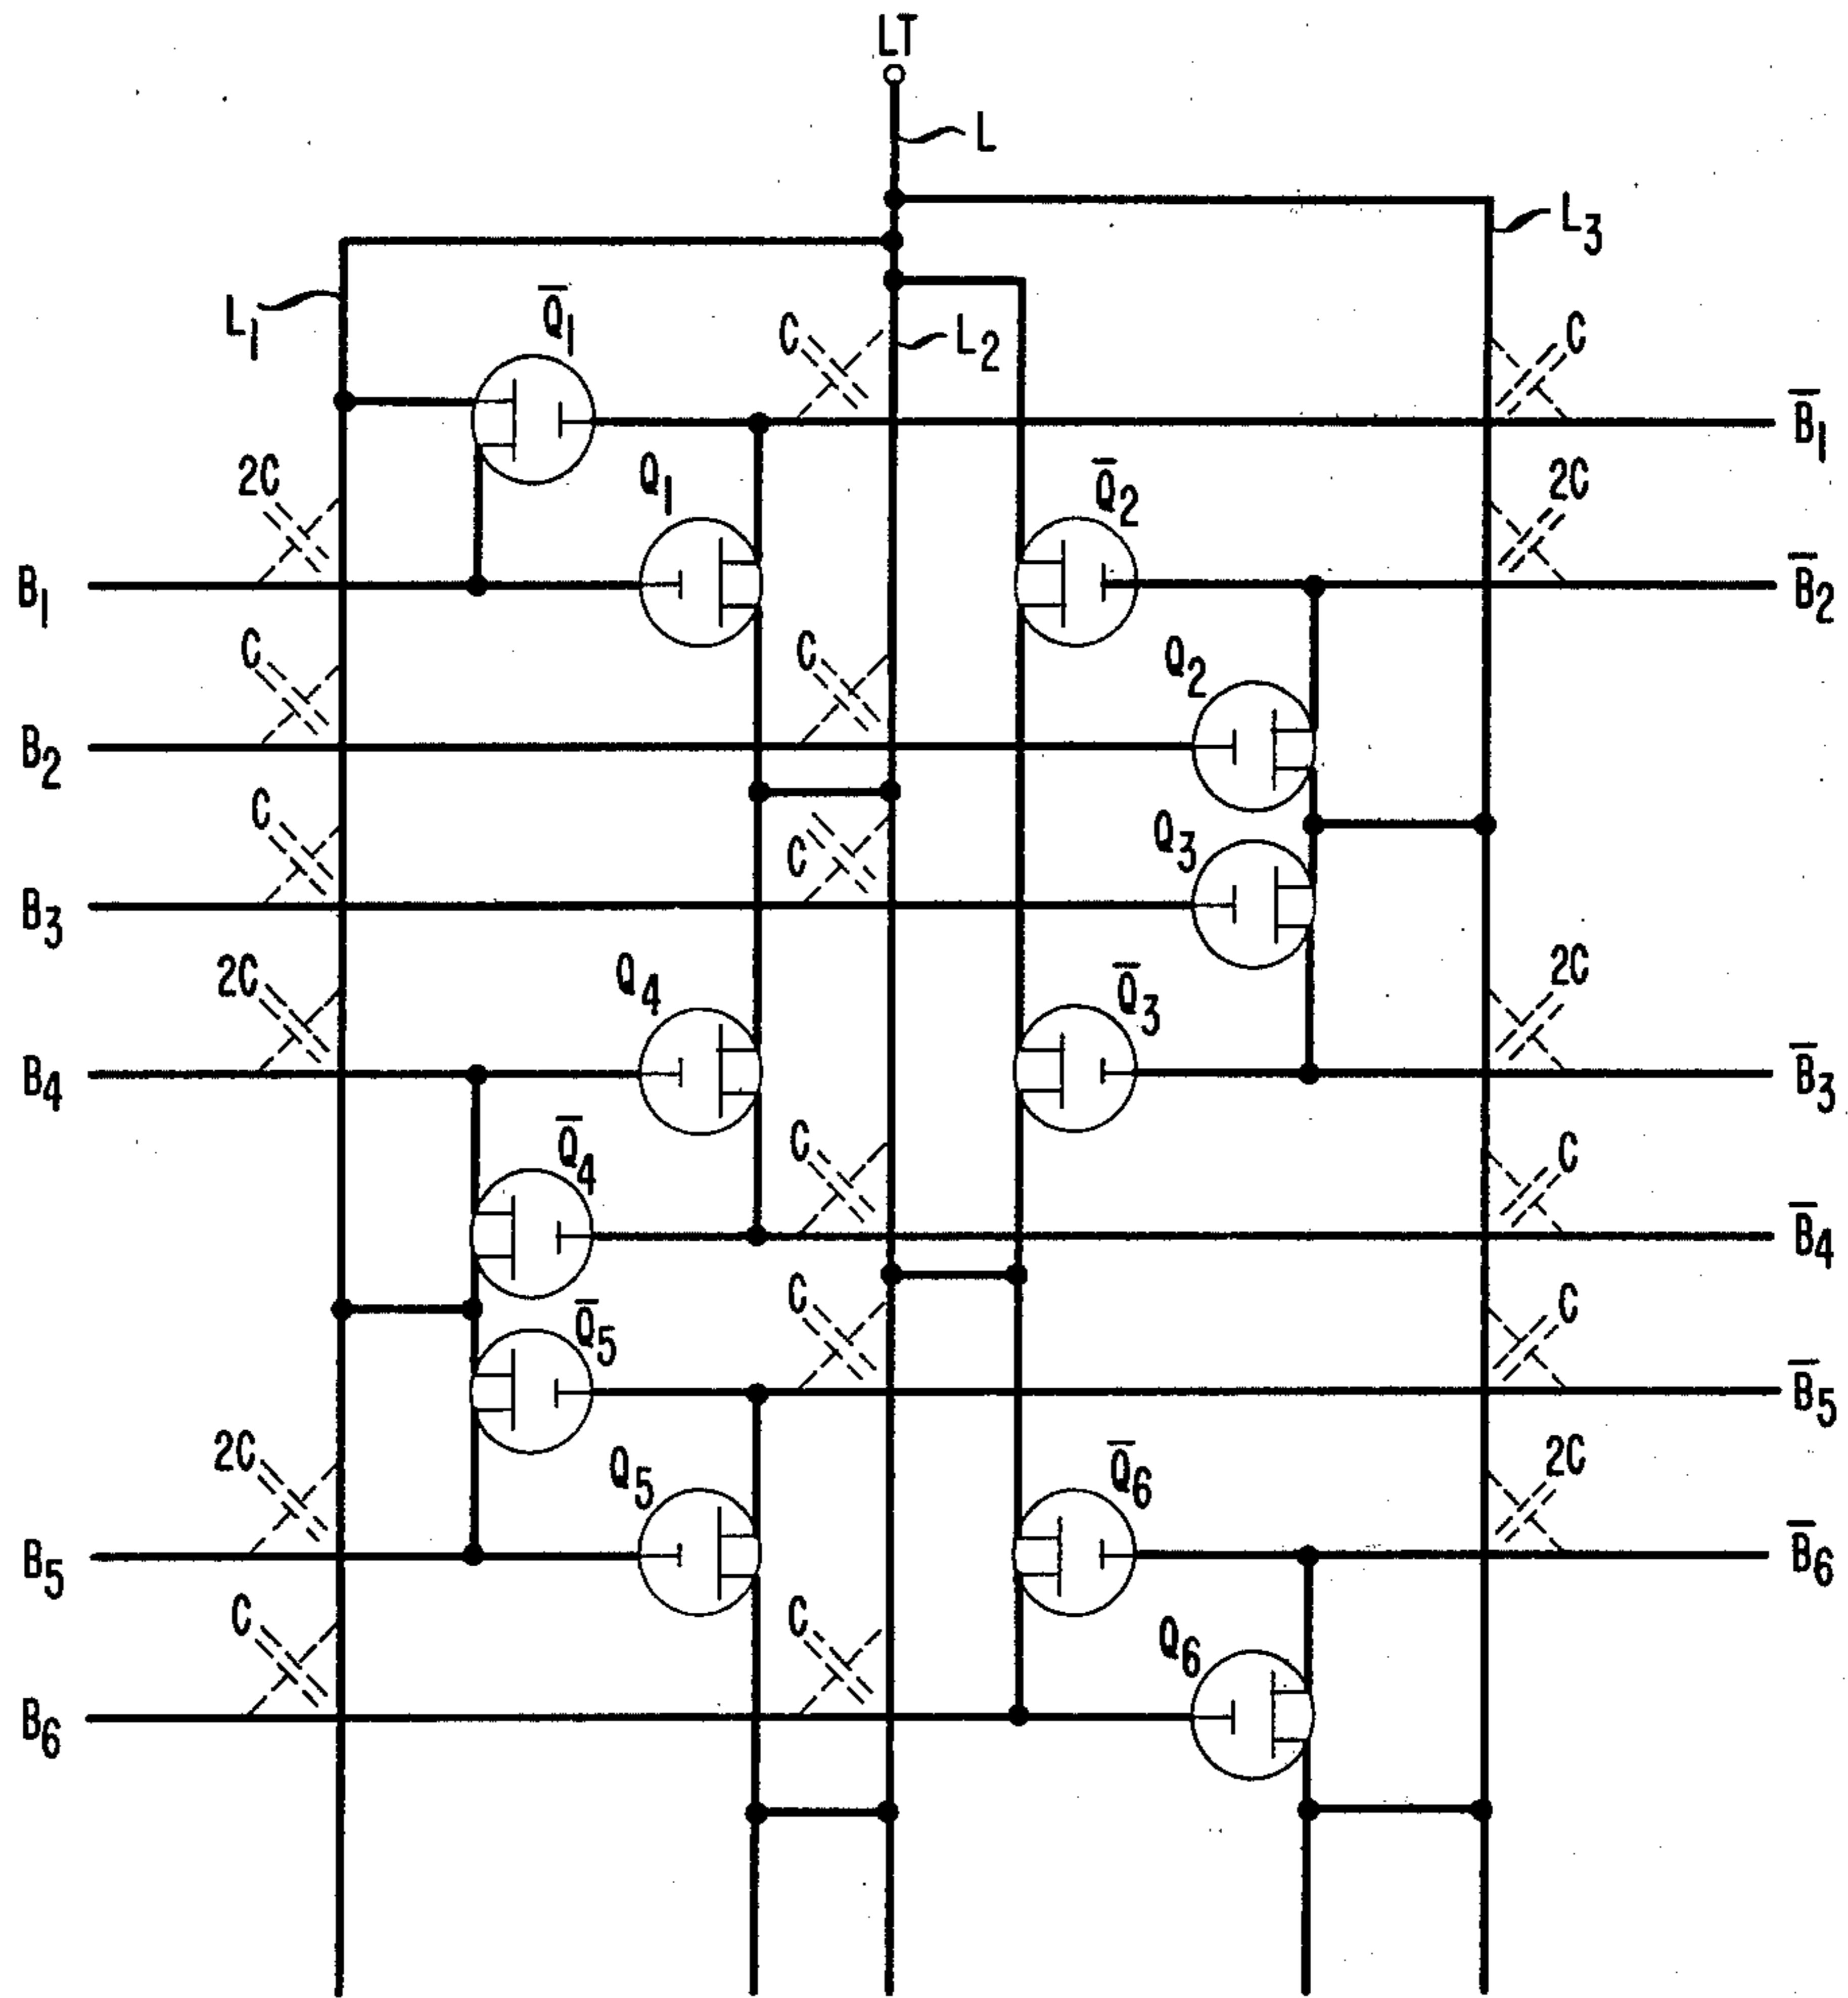 LT
L
L₃
L₁
Q̅₁
C
L₂
C
B̅₁
2C
Q₁
Q̅₂
2C
B₁
B̅₂
C
C
Q₂
B₂
C
C
Q₃
B₃
2C
Q₄
Q̅₃
2C
B₄
B̅₃
Q̅₄
C
C
B̅₄
C
C
Q̅₅
B̅₅
2C
Q₅
Q̅₆
2C
B₅
B̅₆
C
C
Q₆
B₆